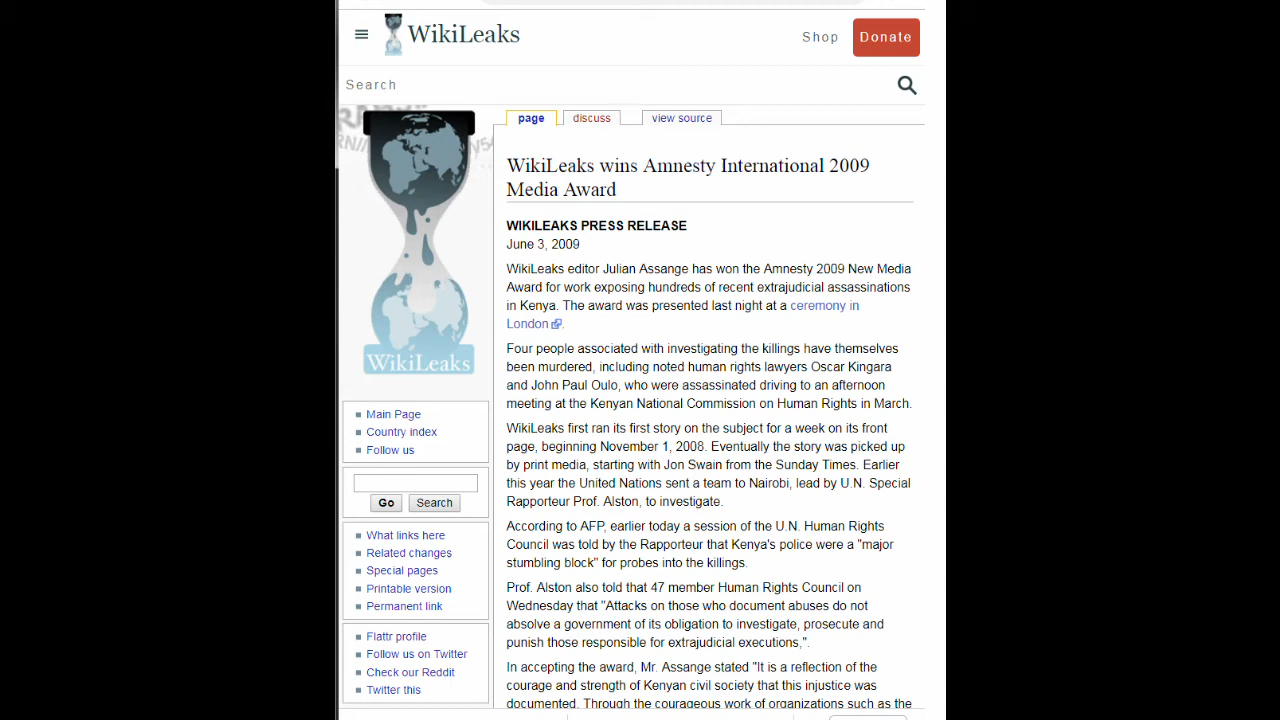 WikiLeaks
Shop
Donate
Search
page
discuss
view source
WikiLeaks wins Amnesty International 2009
Media Award
WIKILEAKS PRESS RELEASE
June 3, 2009
WikiLeaks editor Julian Assange has won the Amnesty 2009 New Media
Award for work exposing hundreds of recent extrajudicial assassinations
in Kenya. The award was presented last night at a ceremony in
London.
Four people associated with investigating the killings have themselves
been murdered, including noted human rights lawyers Oscar Kingara
and John Paul Oulo, who were assassinated driving to an afternoon
meeting at the Kenyan National Commission on Human Rights in March.
WikiLeaks first ran its first story on the subject for a week on its front
page, beginning November 1, 2008. Eventually the story was picked up
by print media, starting with Jon Swain from the Sunday Times. Earlier
this year the United Nations sent a team to Nairobi, lead by U.N. Special
Rapporteur Prof. Alston, to investigate.
According to AFP, earlier today a session of the U.N. Human Rights
Council was told by the Rapporteur that Kenya's police were a "major
stumbling block" for probes into the killings.
Prof. Alston also told that 47 member Human Rights Council on
Wednesday that "Attacks on those who document abuses do not
absolve a government of its obligation to investigate, prosecute and
punish those responsible for extrajudicial executions,".
In accepting the award, Mr. Assange stated "It is a reflection of the
courage and strength of Kenyan civil society that this injustice was
documented. Through the courageous work of organizations such as the
WikiLeaks
Main Page
Country index
Follow us
Go
Search
What links here
Related changes
Special pages
Printable version
Permanent link
Flattr profile
Follow us on Twitter
Check our Reddit
Twitter this